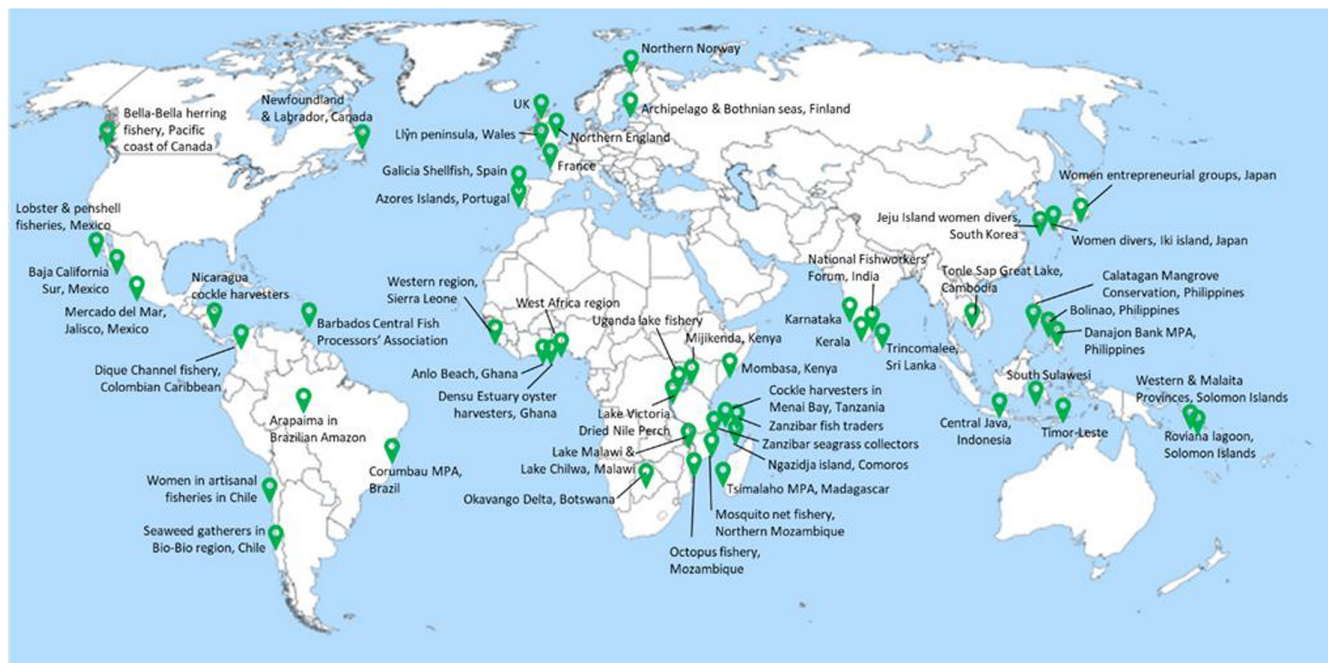 Northern Norway
UK
Archipelago & Bothnian seas, Finland
Bella-Bella herring
fishery, Pacific
coast of Canada
Newfoundland
& Labrador, Canada
Llŷn peninsula, Wales
Northern England
France
Galicia Shellfish, Spain
Azores Islands, Portugal
Women entrepreneurial groups, Japan
Jeju Island women divers,
South Korea
Women divers, Iki island, Japan
Lobster & penshell
fisheries, Mexico
Baja California
Sur, Mexico
Mercado del Mar,
Jalisco, Mexico
Nicaragua
cockle harvesters
Barbados Central Fish
Processors' Association
Dique Channel fishery,
Colombian Caribbean
Western region,
Sierra Leone
West Africa region
Uganda lake fishery
Mijikenda, Kenya
Mombasa, Kenya
Anlo Beach, Ghana
Densu Estuary oyster
harvesters, Ghana
National Fishworkers'
Forum, India
Karnataka
Kerala
Trincomalee,
Sri Lanka
Tonle Sap Great Lake,
Cambodia
Calatagan Mangrove
Conservation, Philippines
Bolinao, Philippines
Danajon Bank MPA,
Philippines
Arapaima in
Brazilian Amazon
Corumbau MPA,
Brazil
Women in artisanal
fisheries in Chile
Seaweed gatherers in
Bio-Bio region, Chile
Lake Victoria
Dried Nile Perch
Lake Malawi &
Lake Chilwa, Malawi
Okavango Delta, Botswana
Cockle harvesters in
Menai Bay, Tanzania
Zanzibar fish traders
Zanzibar seagrass collectors
Ngazidja island, Comoros
Tsimalaho MPA, Madagascar
Mosquito net fishery,
Northern Mozambique
Octopus fishery,
Mozambique
South Sulawesi
Central Java,
Indonesia
Timor-Leste
Western & Malaita
Provinces, Solomon Islands
Roviana lagoon,
Solomon Islands